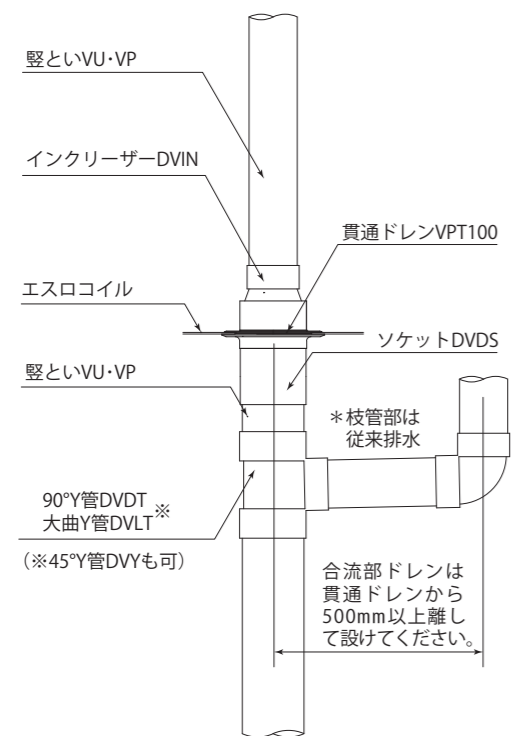 竪といVU・VP
インクリーザーDVIN
貫通ドレンVPT100
エスロコイル
ソケットDVDS
竪といVU・VP
＊枝管部は
従来排水
90°Y管DVDT
大曲Y管DVLT※
（※45°Y管DVYも可）
合流部ドレンは
貫通ドレンから
500mm以上離し
て設けてください。